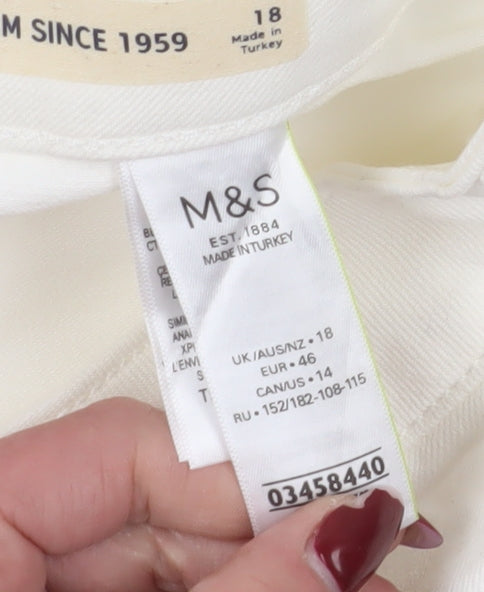 M SINCE 1959
18
Made in
Turkey
M&S
EST. 1884
MADE IN TURKEY
UK/AUS/NZ • 18
EUR • 46
CAN/US • 14
RU • 152/182-108-115
03458440